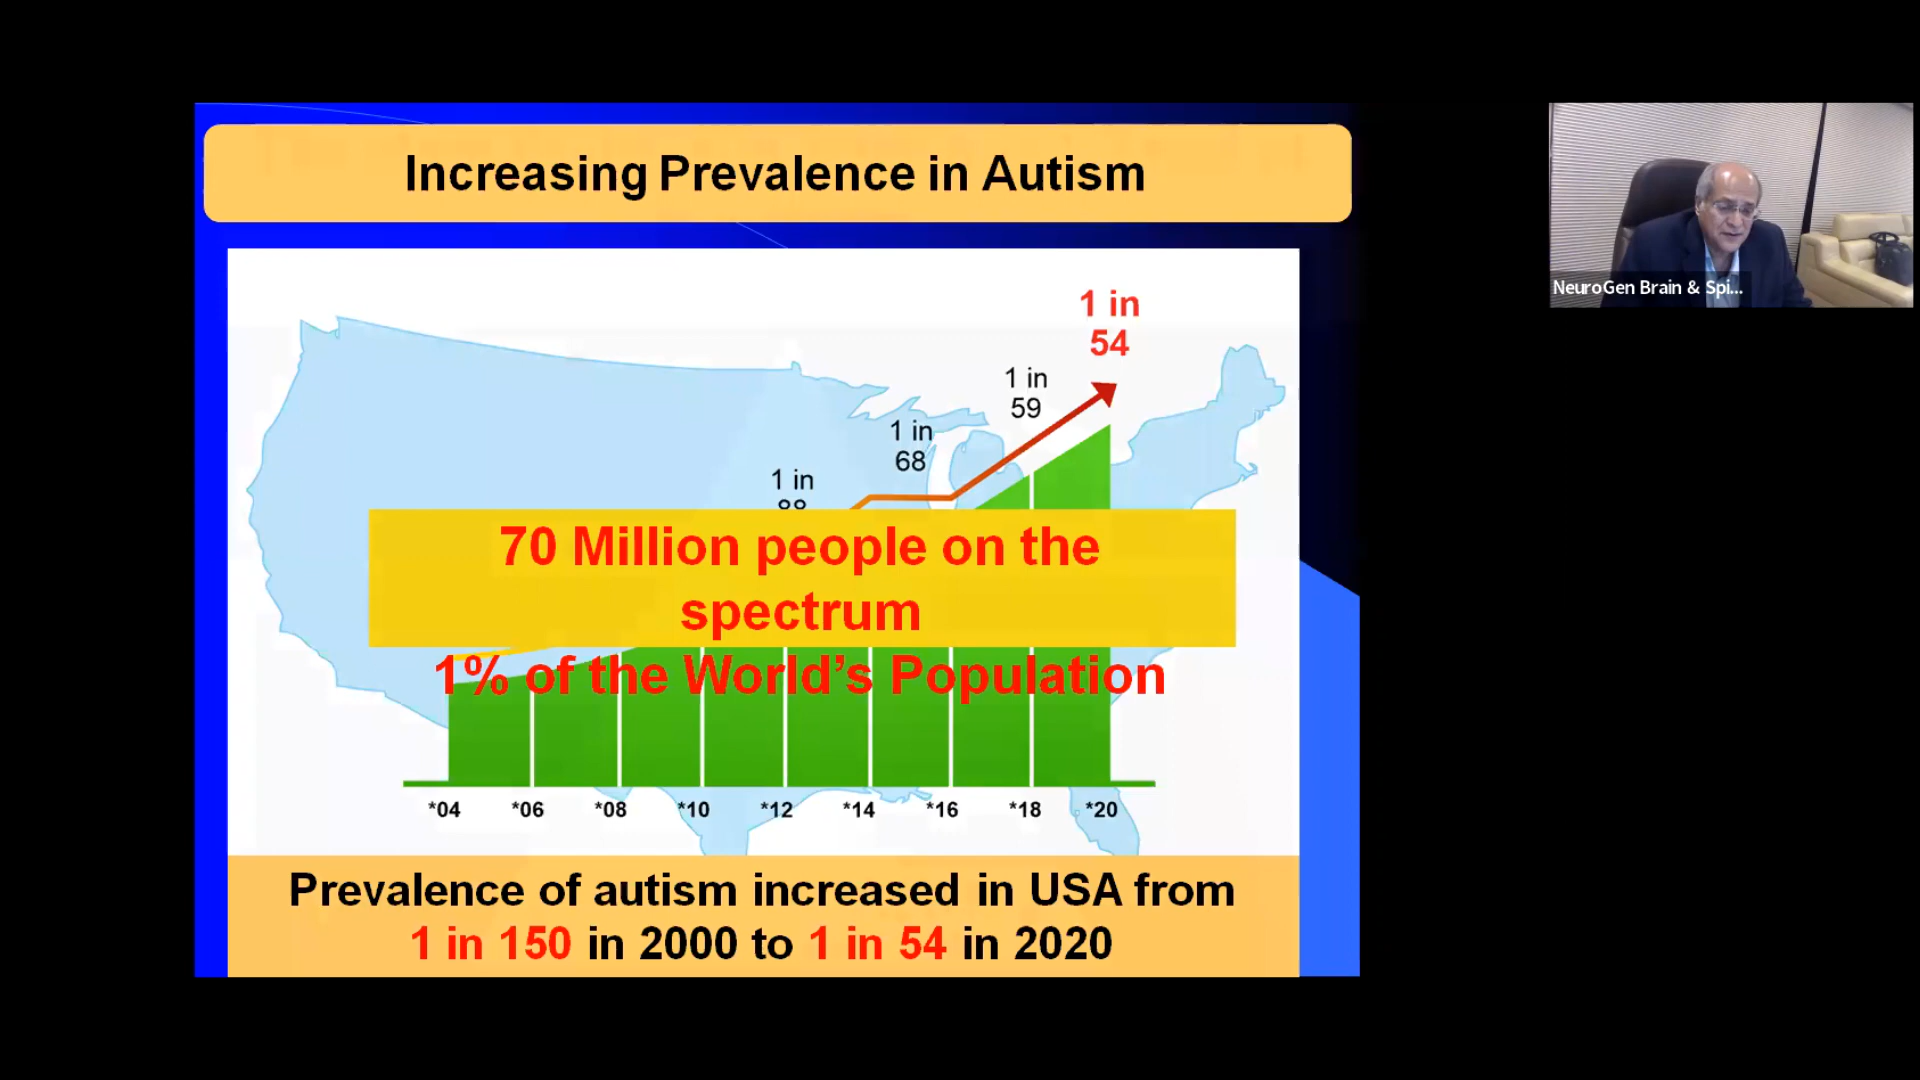 Increasing Prevalence in Autism
NeuroGen Brain & Spi...
1 in
54
1 in
59
1 in
68
1 in
88
70 Million people on the
spectrum
1% of the World's Population
*04 *06 *08 *10 *12 *14 *16 *18 *20
Prevalence of autism increased in USA from
1 in 150 in 2000 to 1 in 54 in 2020